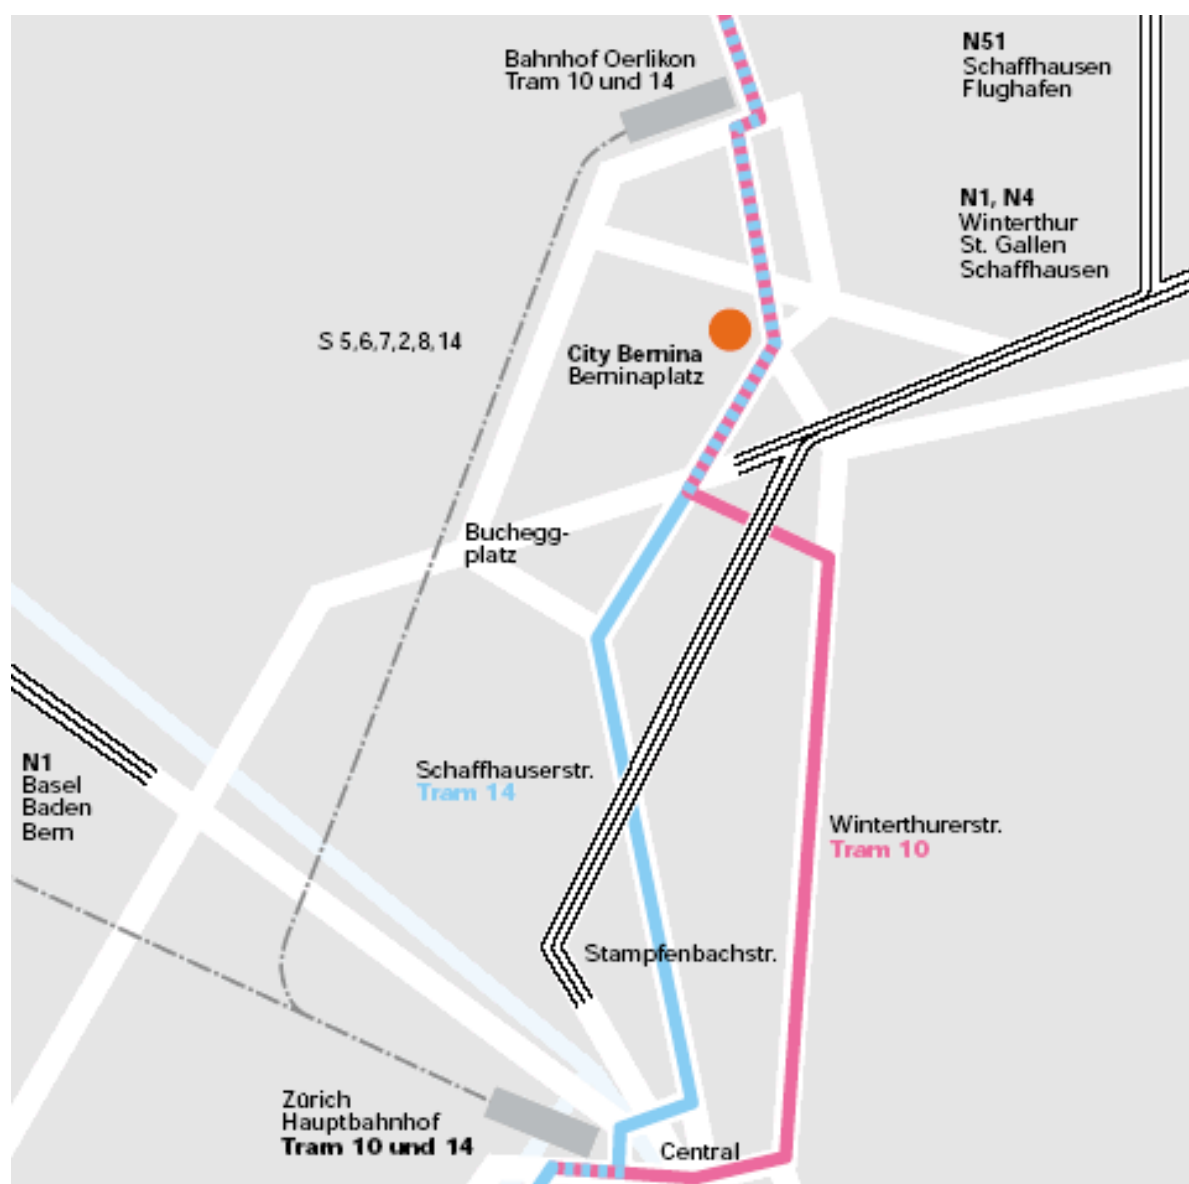 Bahnhof Oerlikon
Tram 10 und 14
N51
Schaffhausen
Flughafen
N1, N4
Winterthur
St. Gallen
Schaffhausen
S 5,6,7,2,8,14
City Bernina
Berninaplatz
Buchegg-
platz
N1
Basel
Baden
Bern
Schaffhauserstr.
Tram 14
Winterthurerstr.
Tram 10
Stampfenbachstr.
Zürich
Hauptbahnhof
Tram 10 und 14
Central